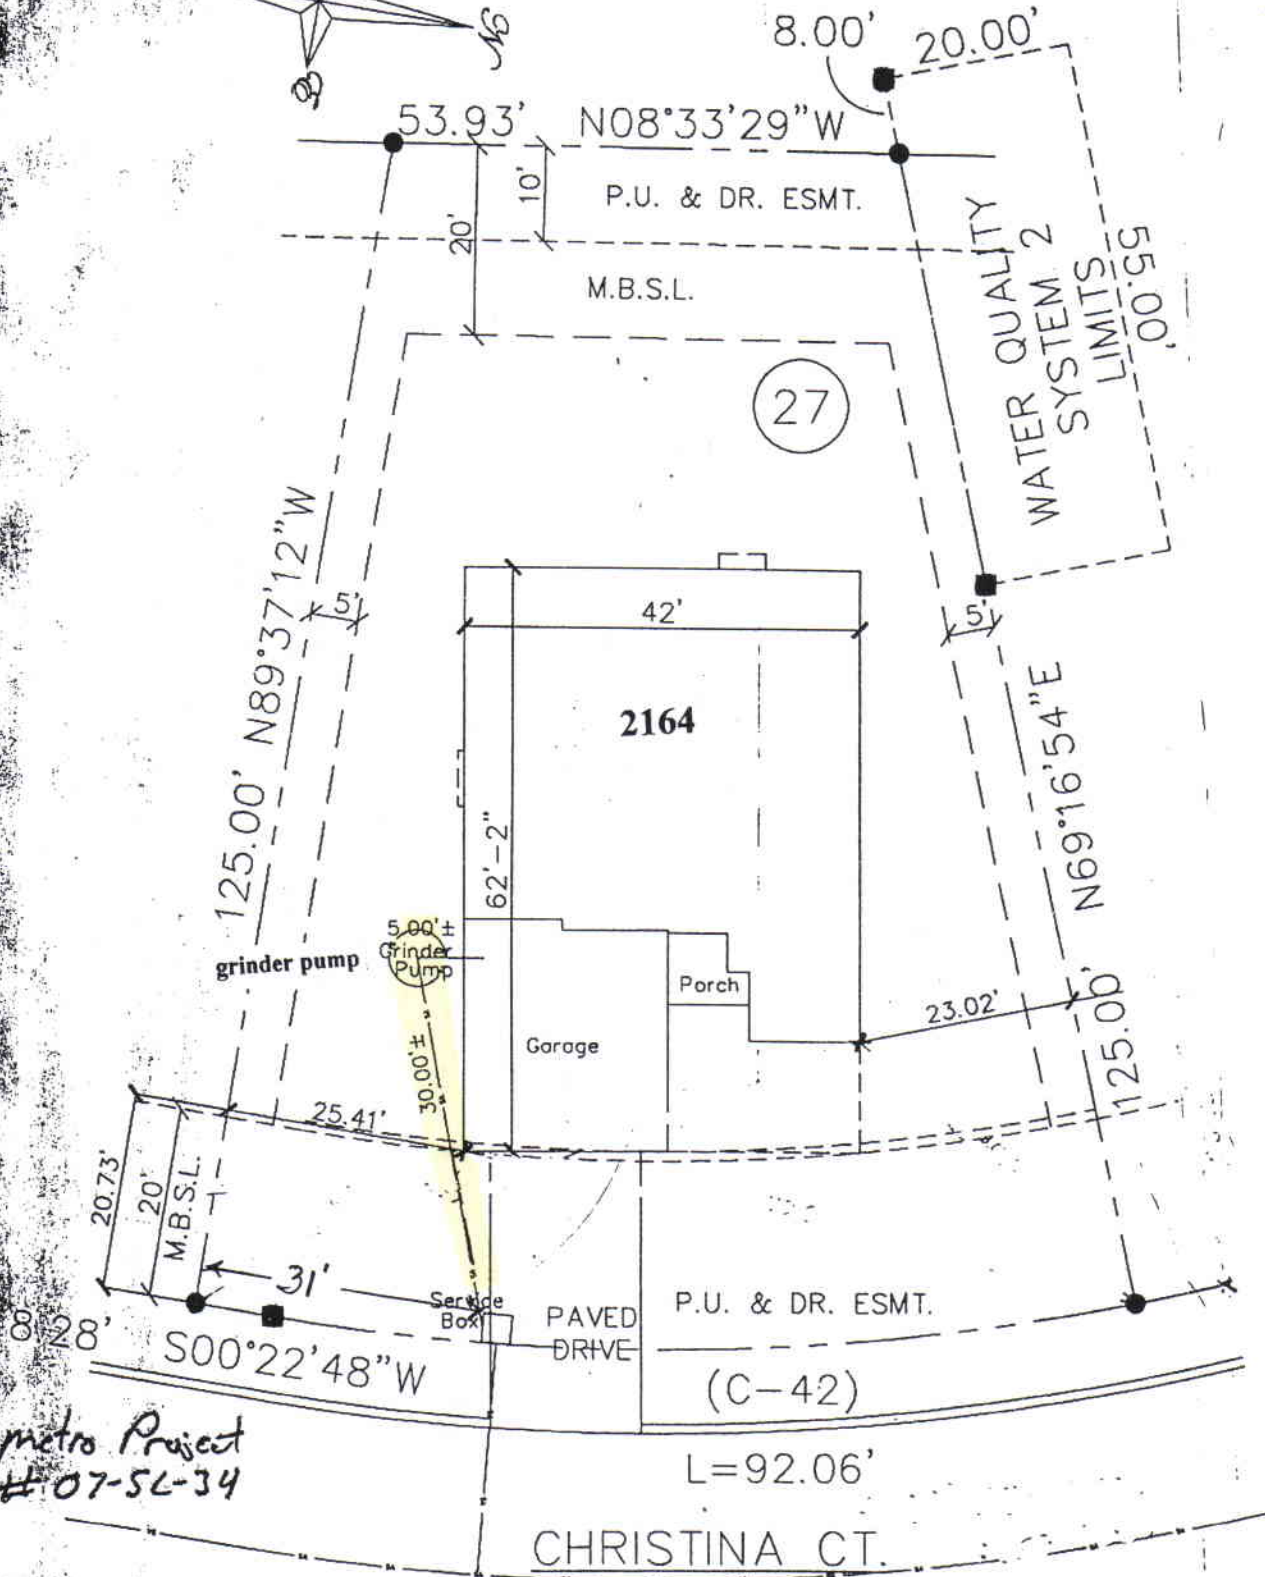 N
8.00'
20.00'
53.93' N08°33'29"W
10'
20'
P.U. & DR. ESMT.
M.B.S.L.
WATER QUALITY
SYSTEM 2
LIMITS
55.00'
27
125.00' N89°37'12"W
5'
42'
5'
2164
N69°16'54"E
125.00'
62'-2"
5.00'±
Grinder
Pump
grinder pump
Porch
23.02'
Garage
30.00'±
25.41'
20.73'
20'
M.B.S.L.
31'
Service
Box
PAVED
DRIVE
P.U. & DR. ESMT.
8.28'
S00°22'48"W
(C-42)
metro Project
# 07-SL-34
L=92.06'
CHRISTINA CT.